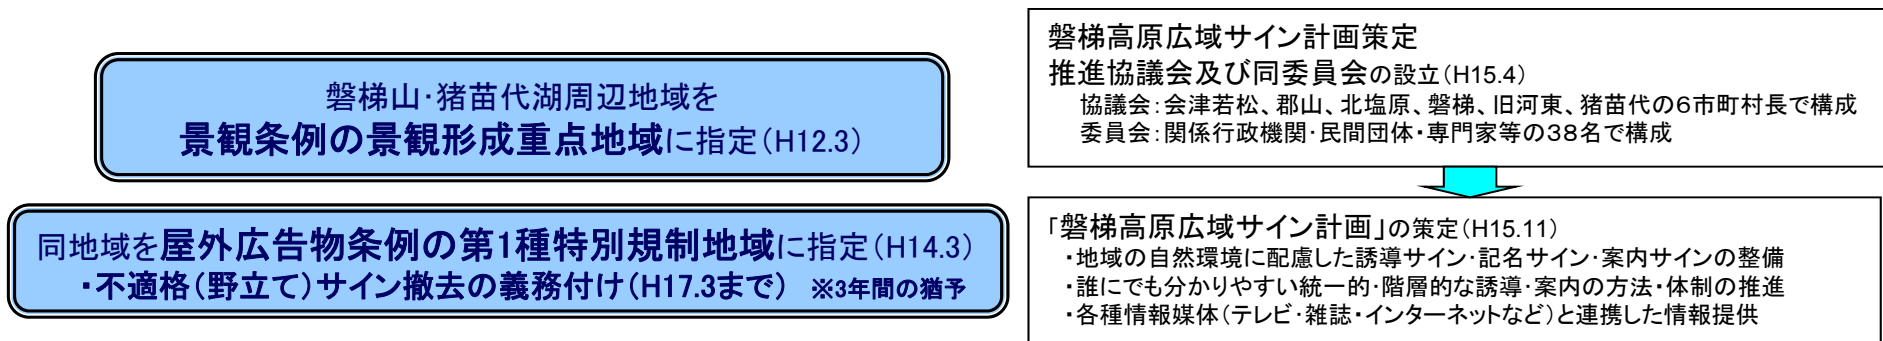 磐梯山・猪苗代湖周辺地域を
景観条例の景観形成重点地域に指定(H12.3)
同地域を屋外広告物条例の第1種特別規制地域に指定(H14.3)
・不適格(野立て)サイン撤去の義務付け(H17.3まで) ※3年間の猶予
磐梯高原広域サイン計画策定
推進協議会及び同委員会の設立(H15.4)
協議会:会津若松、郡山、北塩原、磐梯、旧河東、猪苗代の6市町村長で構成
委員会:関係行政機関・民間団体・専門家等の38名で構成
「磐梯高原広域サイン計画」の策定(H15.11)
・地域の自然環境に配慮した誘導サイン・記名サイン・案内サインの整備
・誰にでも分かりやすい統一的・階層的な誘導・案内の方法・体制の推進
・各種情報媒体(テレビ・雑誌・インターネットなど)と連携した情報提供